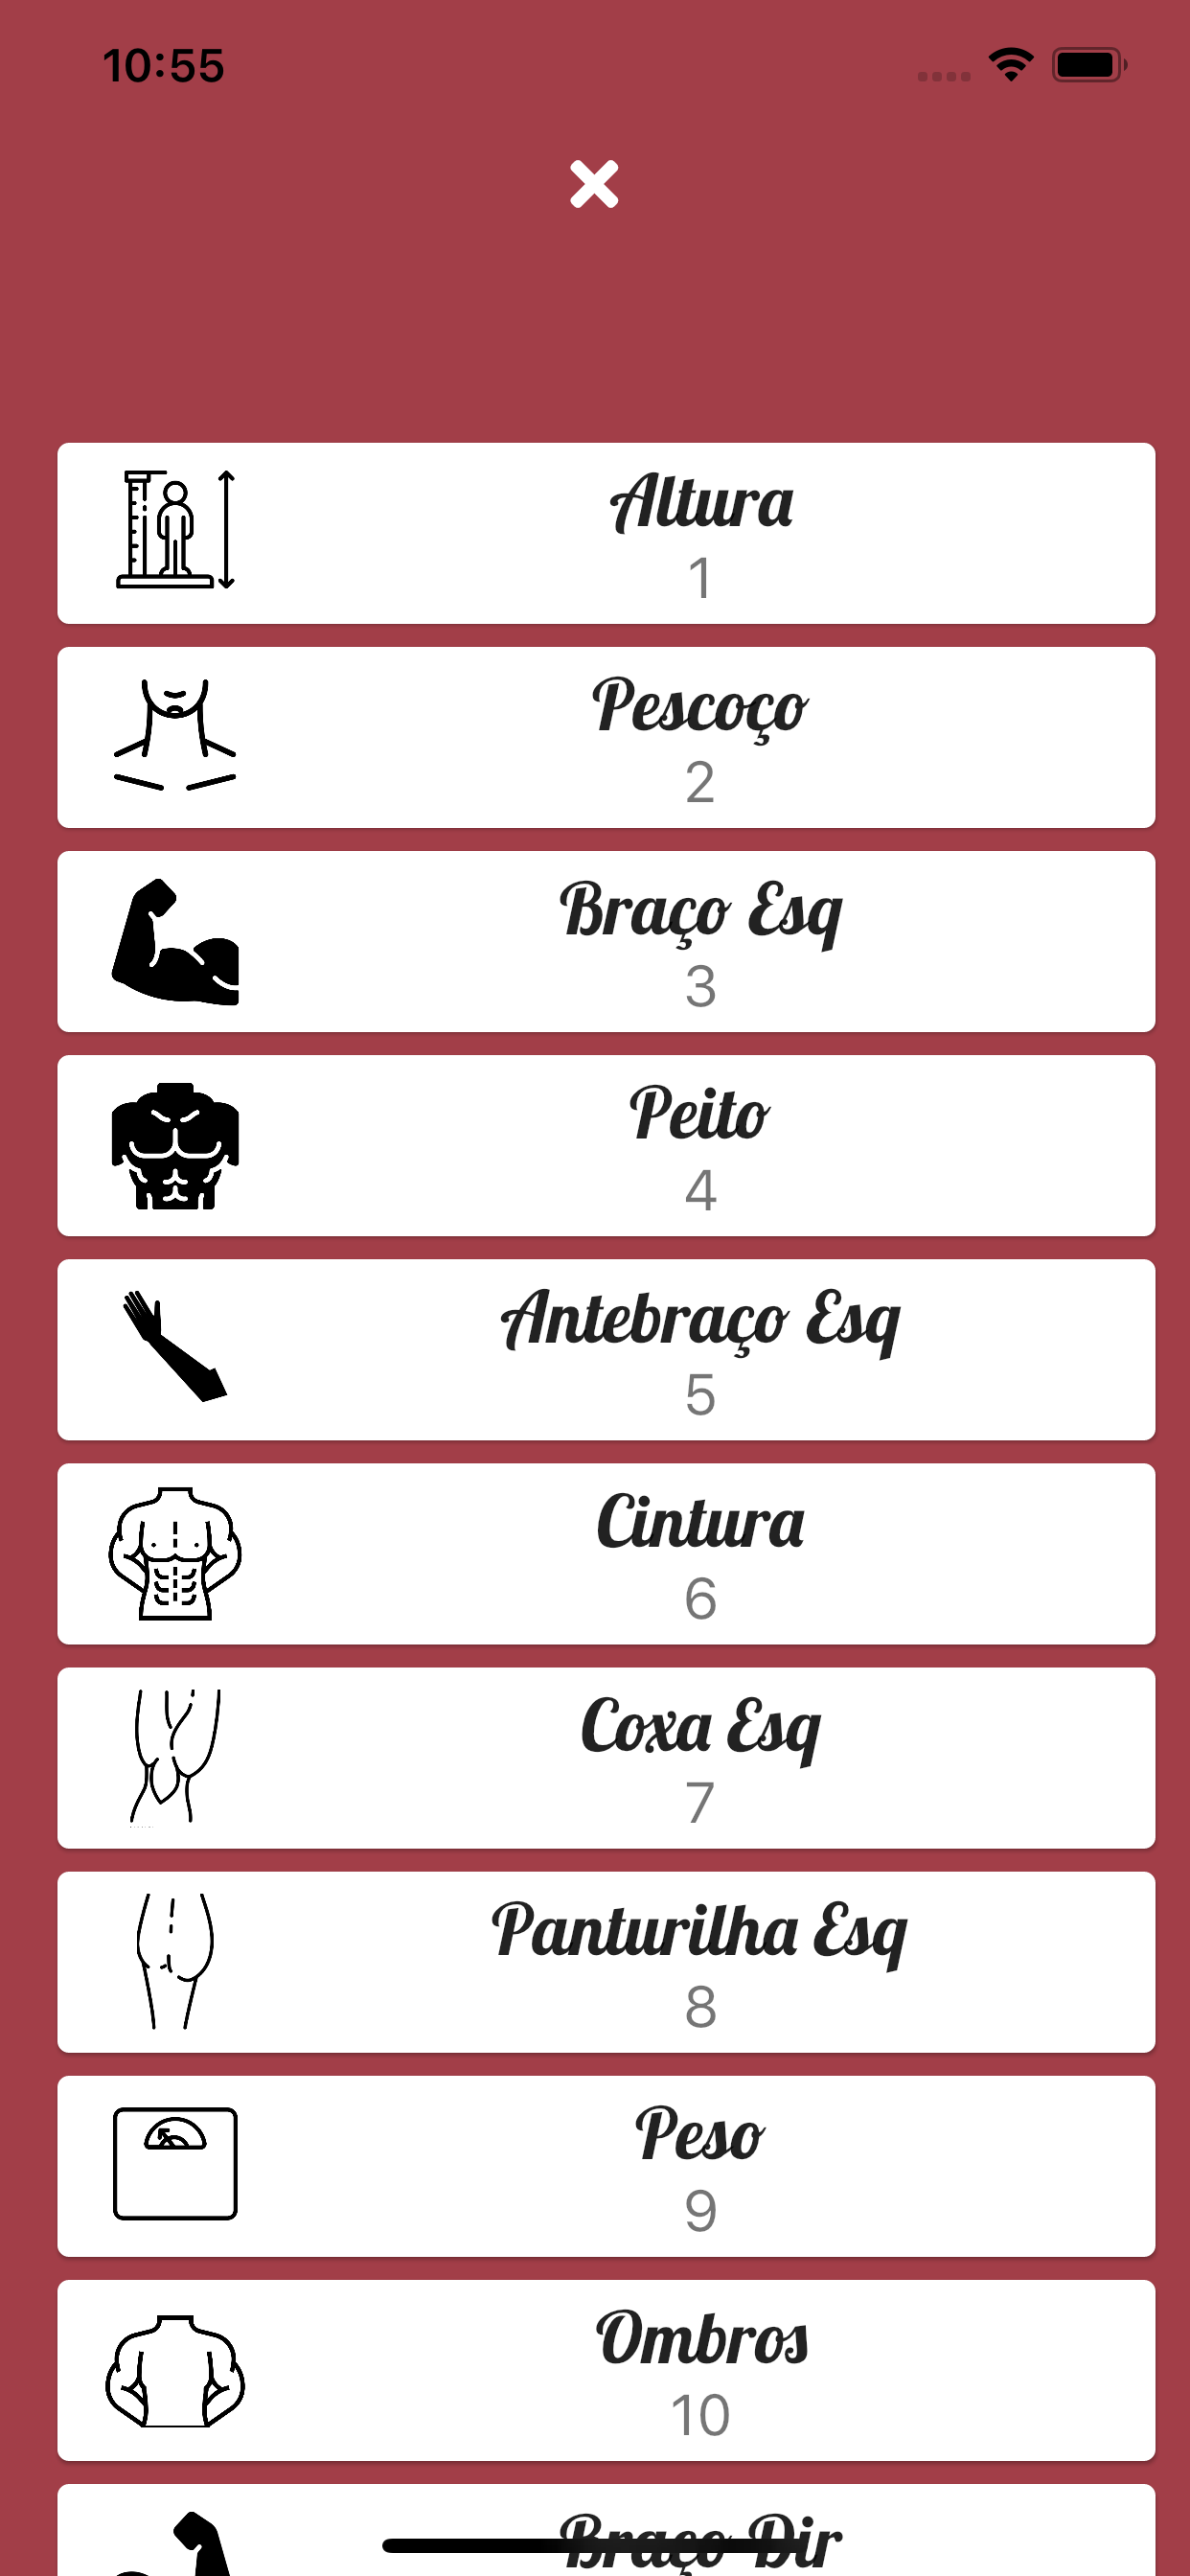 10:55
Altura
1
Pescoço
2
Braço Esq
3
Peito
4
Antebraço Esq
5
Cintura
6
Coxa Esq
7
Panturilha Esq
8
Peso
9
Ombros
10
Braço Dir